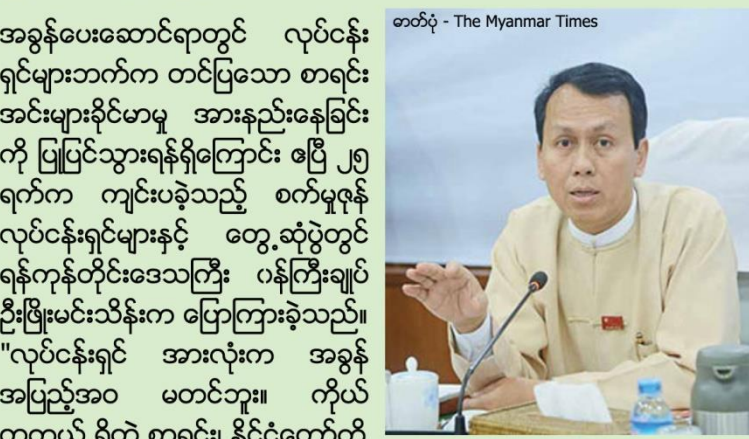 အခွန်ပေးဆောင်ရာတွင် လုပ်ငန်း
ရှင်များဘက်က တင်ပြသော စာရင်း
အင်းများခိုင်မာမှု အားနည်းနေခြင်း
ကို ပြုပြင်သွားရန်ရှိကြောင်း ဧပြီ ၂၅
ရက်က ကျင်းပခဲ့သည့် စက်မှုဇုန်
လုပ်ငန်းရှင်များနှင့် တွေ့ဆုံပွဲတွင်
ရန်ကုန်တိုင်းဒေသကြီး ဝန်ကြီးချုပ်
ဦးဖြိုးမင်းသိန်းက ပြောကြားခဲ့သည်။
"လုပ်ငန်းရှင် အားလုံးက အခွန်
အပြည့်အဝ မတင်ဘူး။ ကိုယ်
ဓာတ်ပုံ - The Myanmar Times